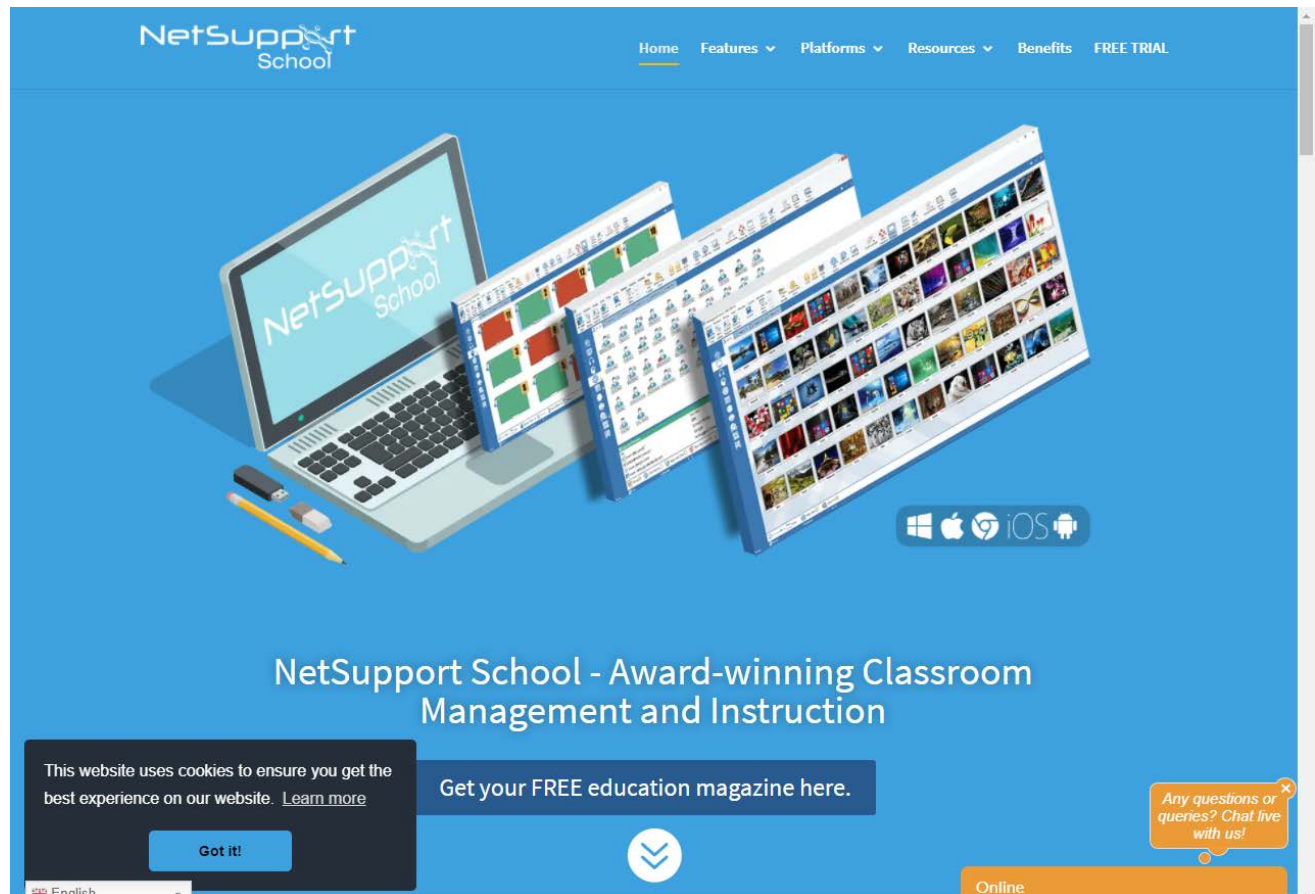 NetSupport
School
Home Features Platforms Resources Benefits FREE TRIAL
NetSupport
School
iOS
NetSupport School - Award-winning Classroom
Management and Instruction
Get your FREE education magazine here.
This website uses cookies to ensure you get the
best experience on our website. Learn more
Got it!
English
Any questions or
queries? Chat live
with us!
Online